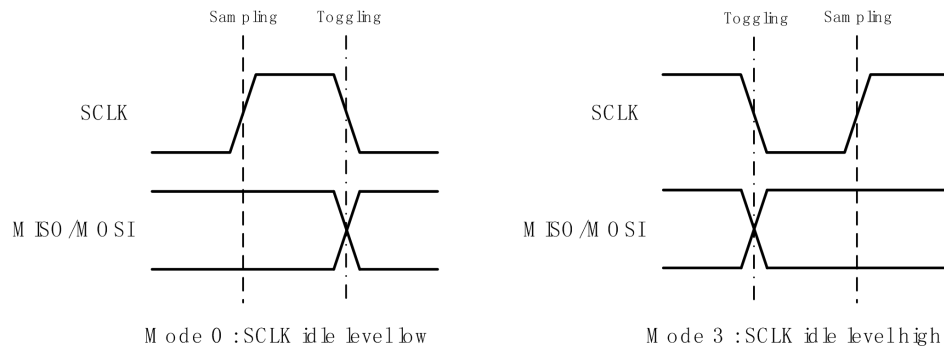 Sampling Toggling
SCLK
MISO/MOSI
Mode 0 : SCLK idle level low
Toggling Sampling
SCLK
MISO/MOSI
Mode 3 : SCLK idle level high